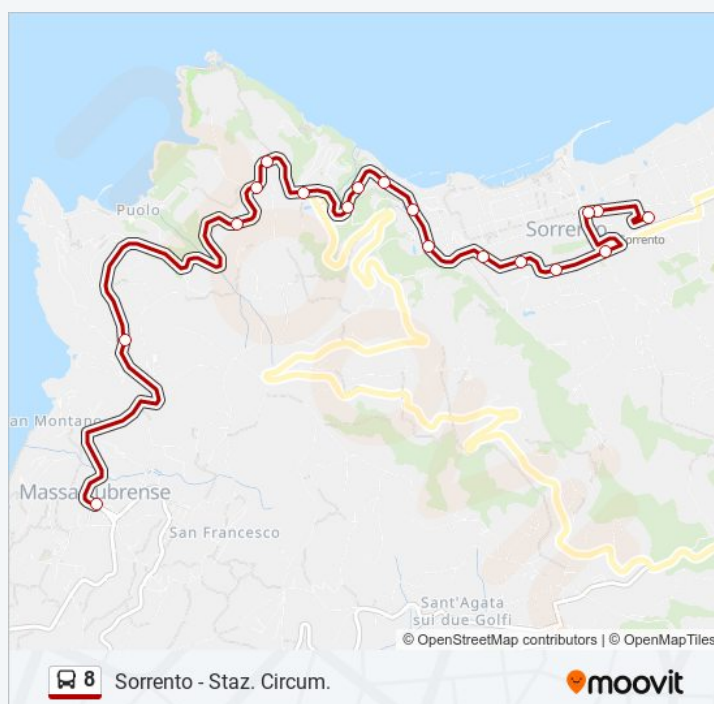 Puolo
Sorrento
Sorrento
an Montano
Massa Lubrense
San Francesco
Sant'Agata
sui due Golfi
© OpenStreetMap contributors | © OpenMapTiles
8 Sorrento - Staz. Circum.
moovit